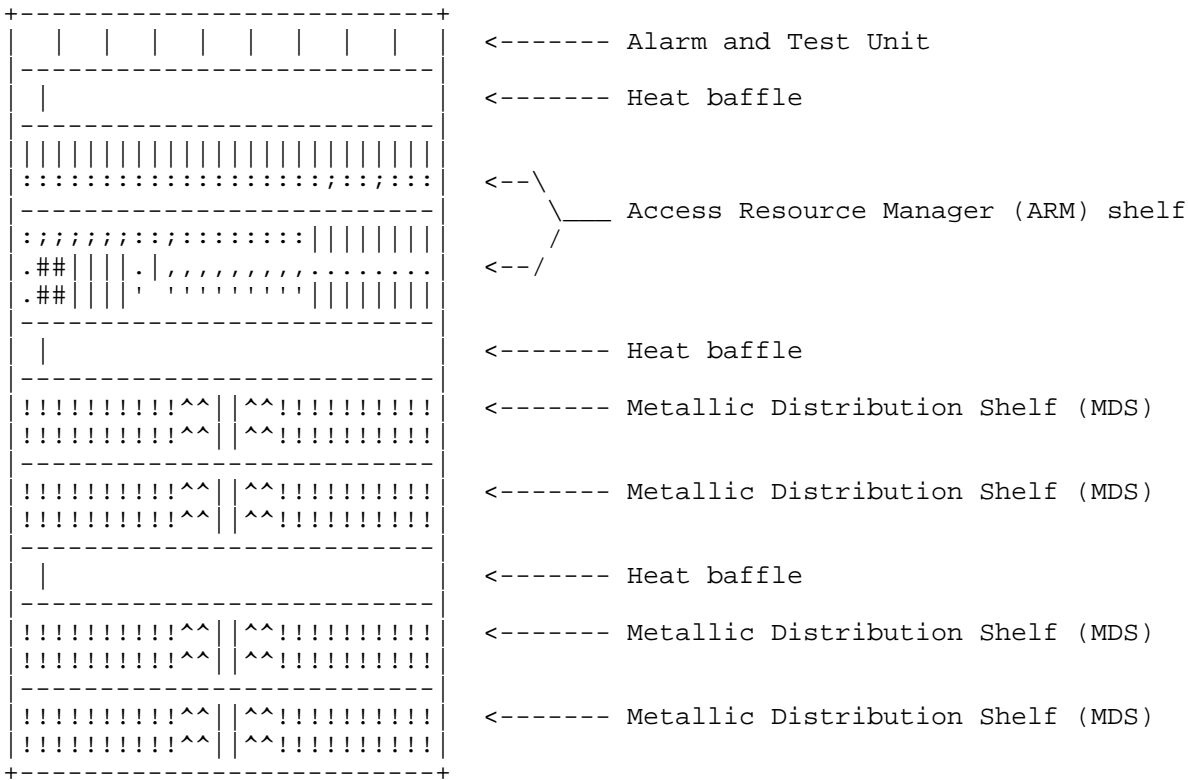 Alarm and Test Unit
Heat baffle
Access Resource Manager (ARM) shelf
Heat baffle
Metallic Distribution Shelf (MDS)
Metallic Distribution Shelf (MDS)
Heat baffle
Metallic Distribution Shelf (MDS)
Metallic Distribution Shelf (MDS)